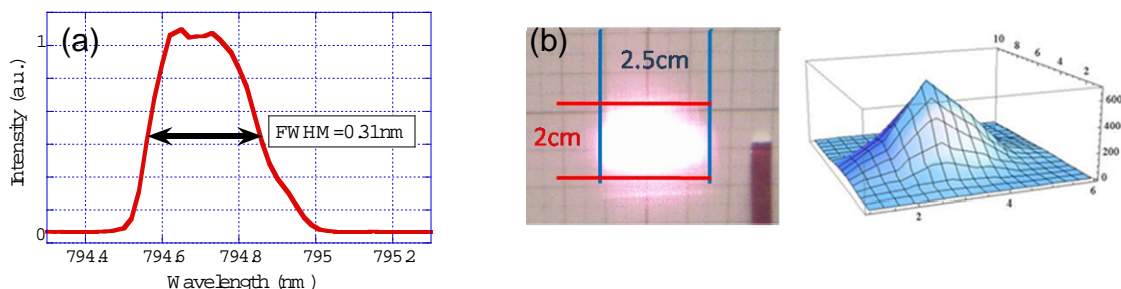 (a)
1
0
Intensity (a.u.)
FWHM=0.31nm
794.4 794.6 794.8 795 795.2
Wavelength (nm)
(b)
2.5cm
2cm
10 8 6 4 2
600
400
200
0
2 4 6